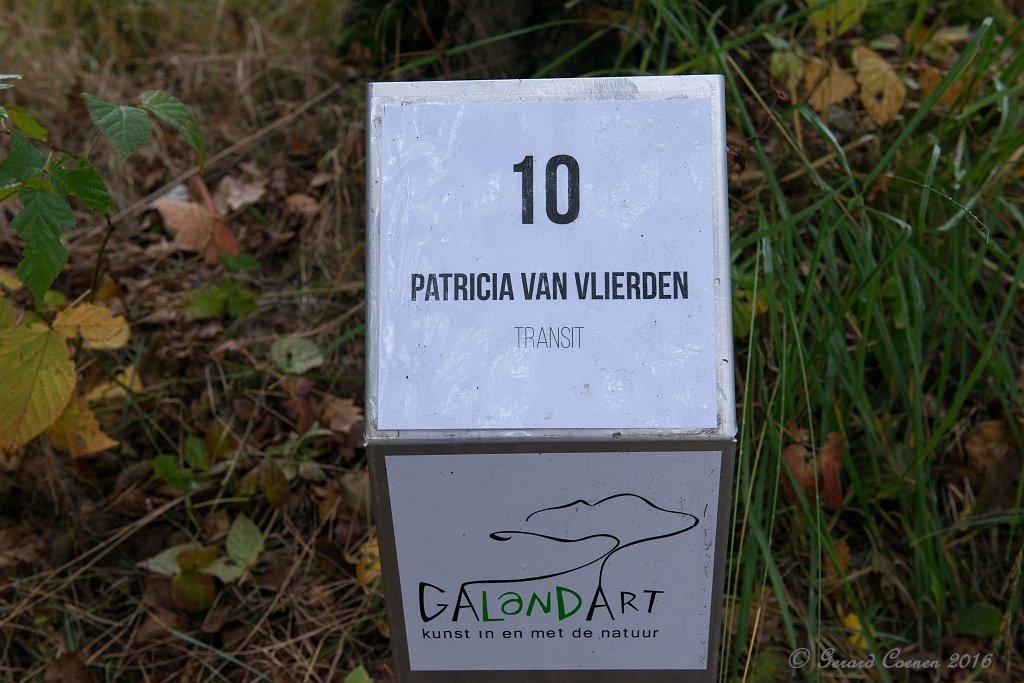 10
PATRICIA VAN VLIERDEN
TRANSIT
GALANDART
kunst in en met de natuur
© Gerard Coenen 2016